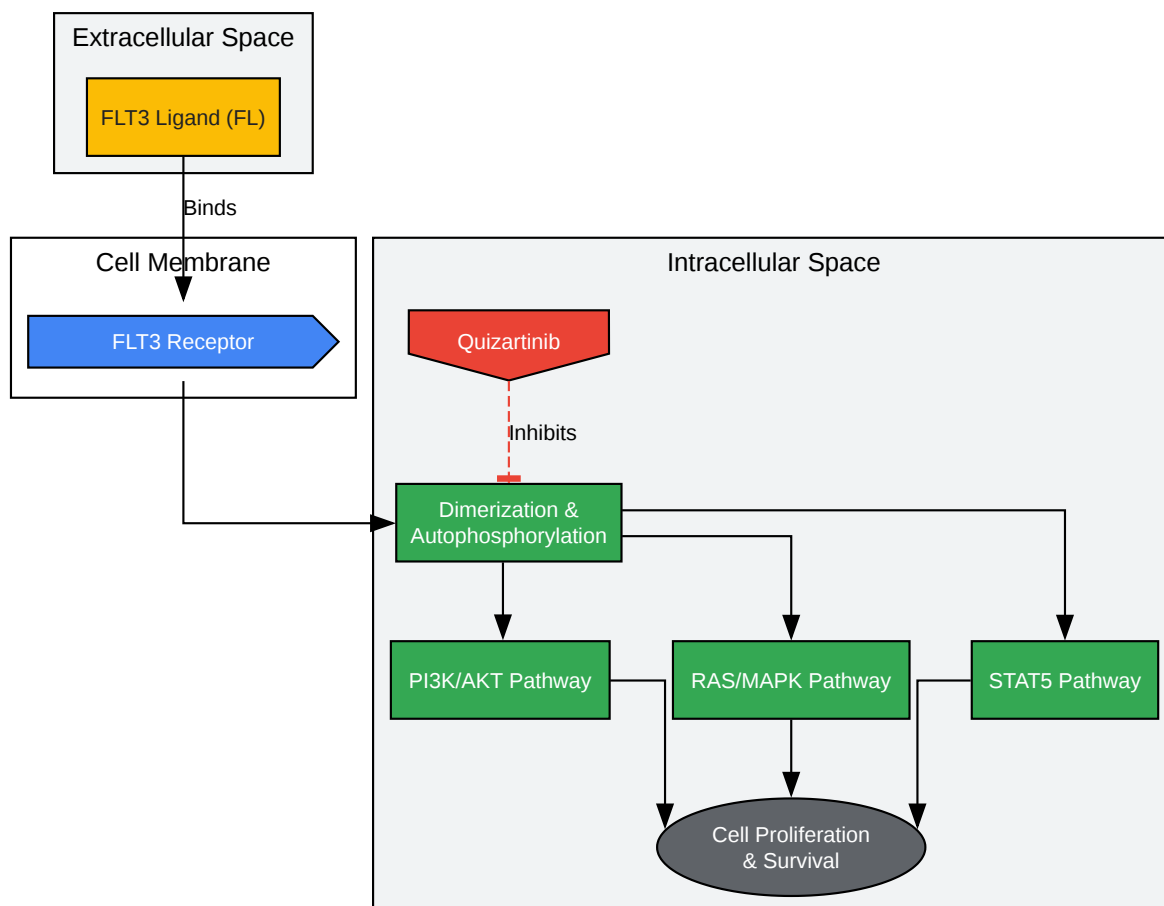 Extracellular Space
FLT3 Ligand (FL)
Binds
Cell Membrane
FLT3 Receptor
Intracellular Space
Quizartinib
Inhibits
Dimerization &
Autophosphorylation
PI3K/AKT Pathway
RAS/MAPK Pathway
STAT5 Pathway
Cell Proliferation
& Survival